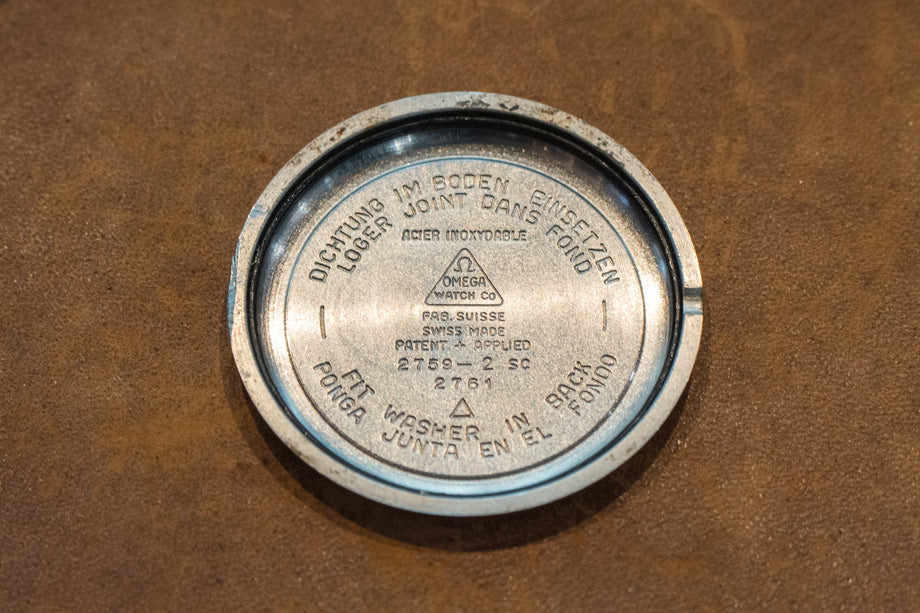 DICHTUNG IM BODEN EINSETZEN
LOGER JOINT DANS FOND
ACIER INOXYDABLE
Ω
OMEGA
WATCH CO
FAB. SUISSE
SWISS MADE
PATENT + APPLIED
2759-2 SC
2761
FIT WASHER IN BACK
PONGA JUNTA EN EL FONDO